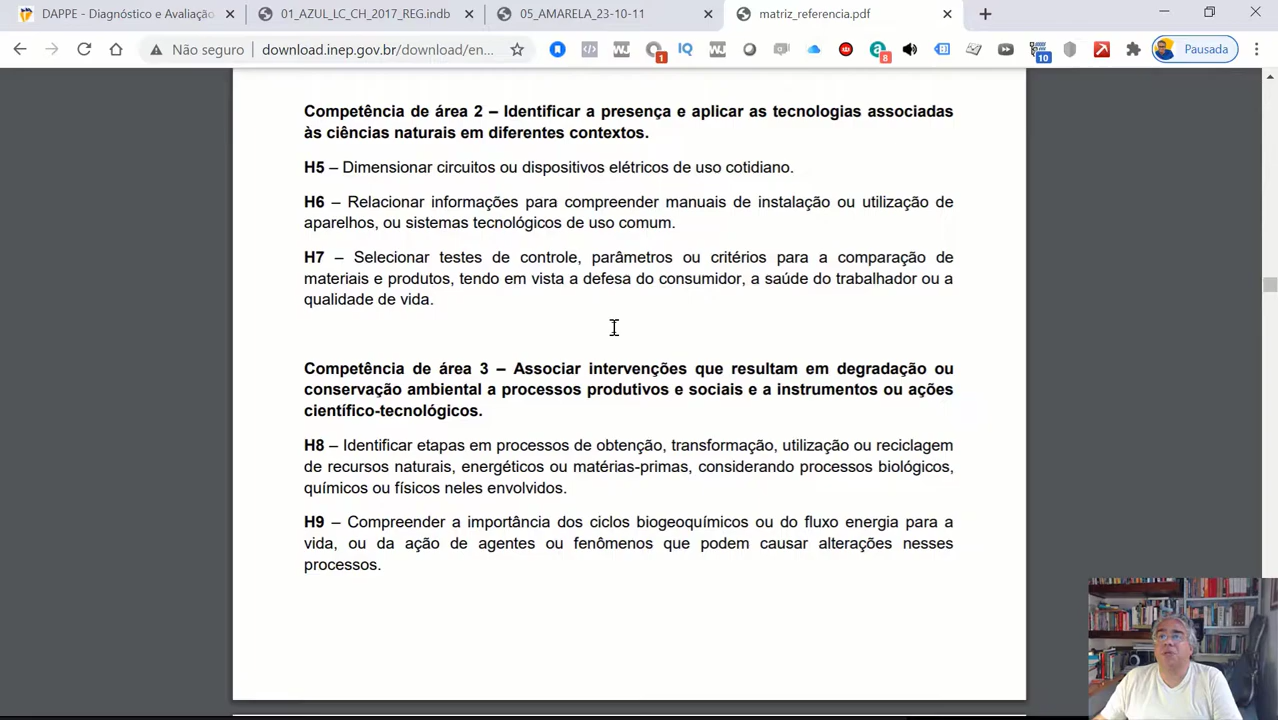 DAPPE - Diagnóstico e Avaliação
01_AZUL_LC_CH_2017_REG.indb
05_AMARELA_23-10-11
matriz_referencia.pdf
Não seguro
download.inep.gov.br/download/en...
Pausada
Competência de área 2 – Identificar a presença e aplicar as tecnologias associadas
às ciências naturais em diferentes contextos.
H5 – Dimensionar circuitos ou dispositivos elétricos de uso cotidiano.
H6 – Relacionar informações para compreender manuais de instalação ou utilização de
aparelhos, ou sistemas tecnológicos de uso comum.
H7 – Selecionar testes de controle, parâmetros ou critérios para a comparação de
materiais e produtos, tendo em vista a defesa do consumidor, a saúde do trabalhador ou a
qualidade de vida.
Competência de área 3 – Associar intervenções que resultam em degradação ou
conservação ambiental a processos produtivos e sociais e a instrumentos ou ações
científico-tecnológicos.
H8 – Identificar etapas em processos de obtenção, transformação, utilização ou reciclagem
de recursos naturais, energéticos ou matérias-primas, considerando processos biológicos,
químicos ou físicos neles envolvidos.
H9 – Compreender a importância dos ciclos biogeoquímicos ou do fluxo energia para a
vida, ou da ação de agentes ou fenômenos que podem causar alterações nesses
processos.